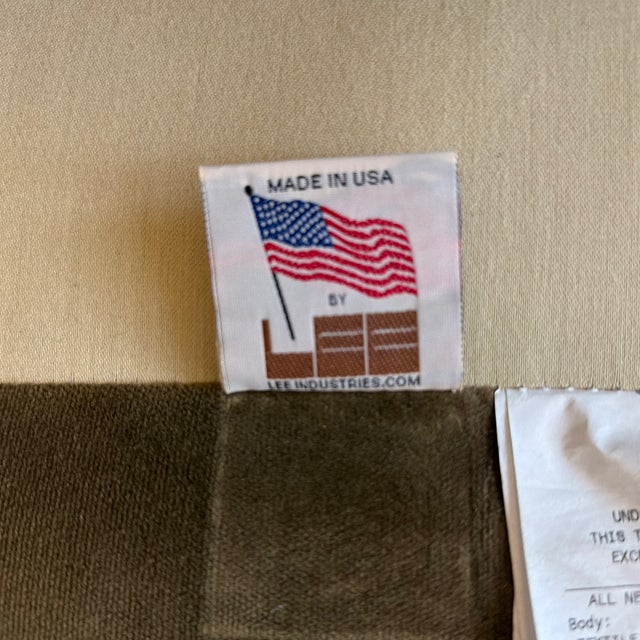 MADE IN USA
BY
LEE
LEEINDUSTRIES.COM
UND
THIS T
EXC
ALL NE
Body: